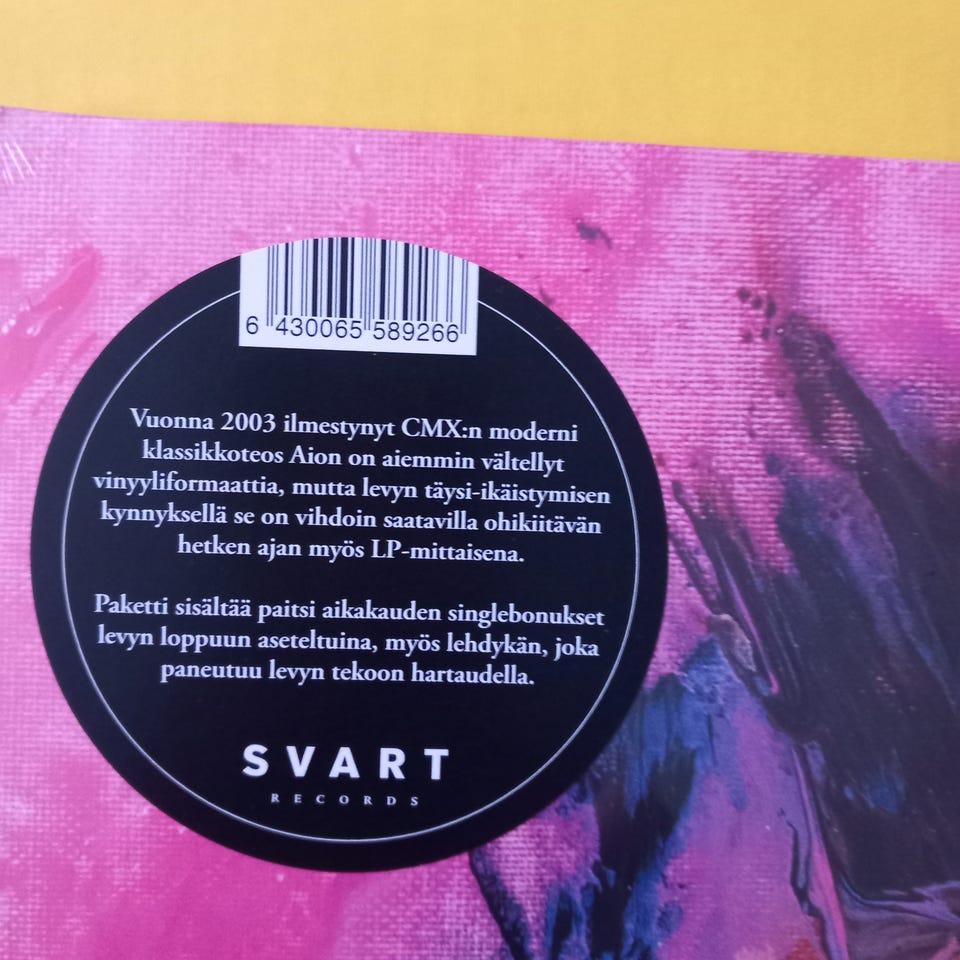 6 430065 589266
Vuonna 2003 ilmestynyt CMX:n moderni
klassikkoteos Aion on aiemmin vältellyt
vinyyliformaattia, mutta levyn täysi-ikäistymisen
kynnyksellä se on vihdoin saatavilla ohikiitävän
hetken ajan myös LP-mittaisena.
Paketti sisältää paitsi aikakauden singlebonukset
levyn loppuun aseteltuina, myös lehdykän, joka
paneutuu levyn tekoon hartaudella.
SVART
RECORDS